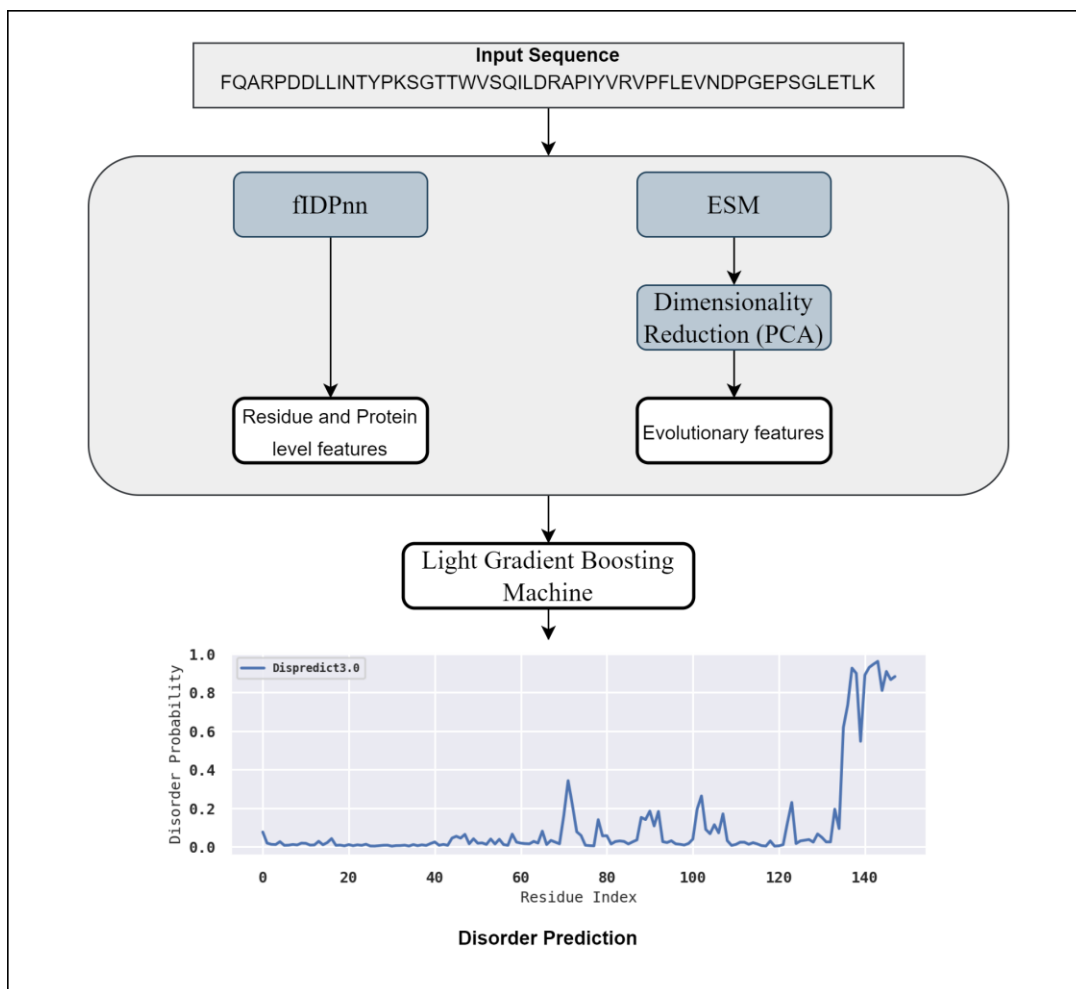 Input Sequence
FQARPDDLLINTYPKSGTTWVSQILDRAPIYVRVPFLEVNDPGEPSGLETLK
fIDPnn
ESM
Dimensionality
Reduction (PCA)
Residue and Protein
level features
Evolutionary features
Light Gradient Boosting
Machine
Dispredict3.0
Disorder Probability
1.0
0.8
0.6
0.4
0.2
0.0
0 20 40 60 80 100 120 140
Residue Index
Disorder Prediction